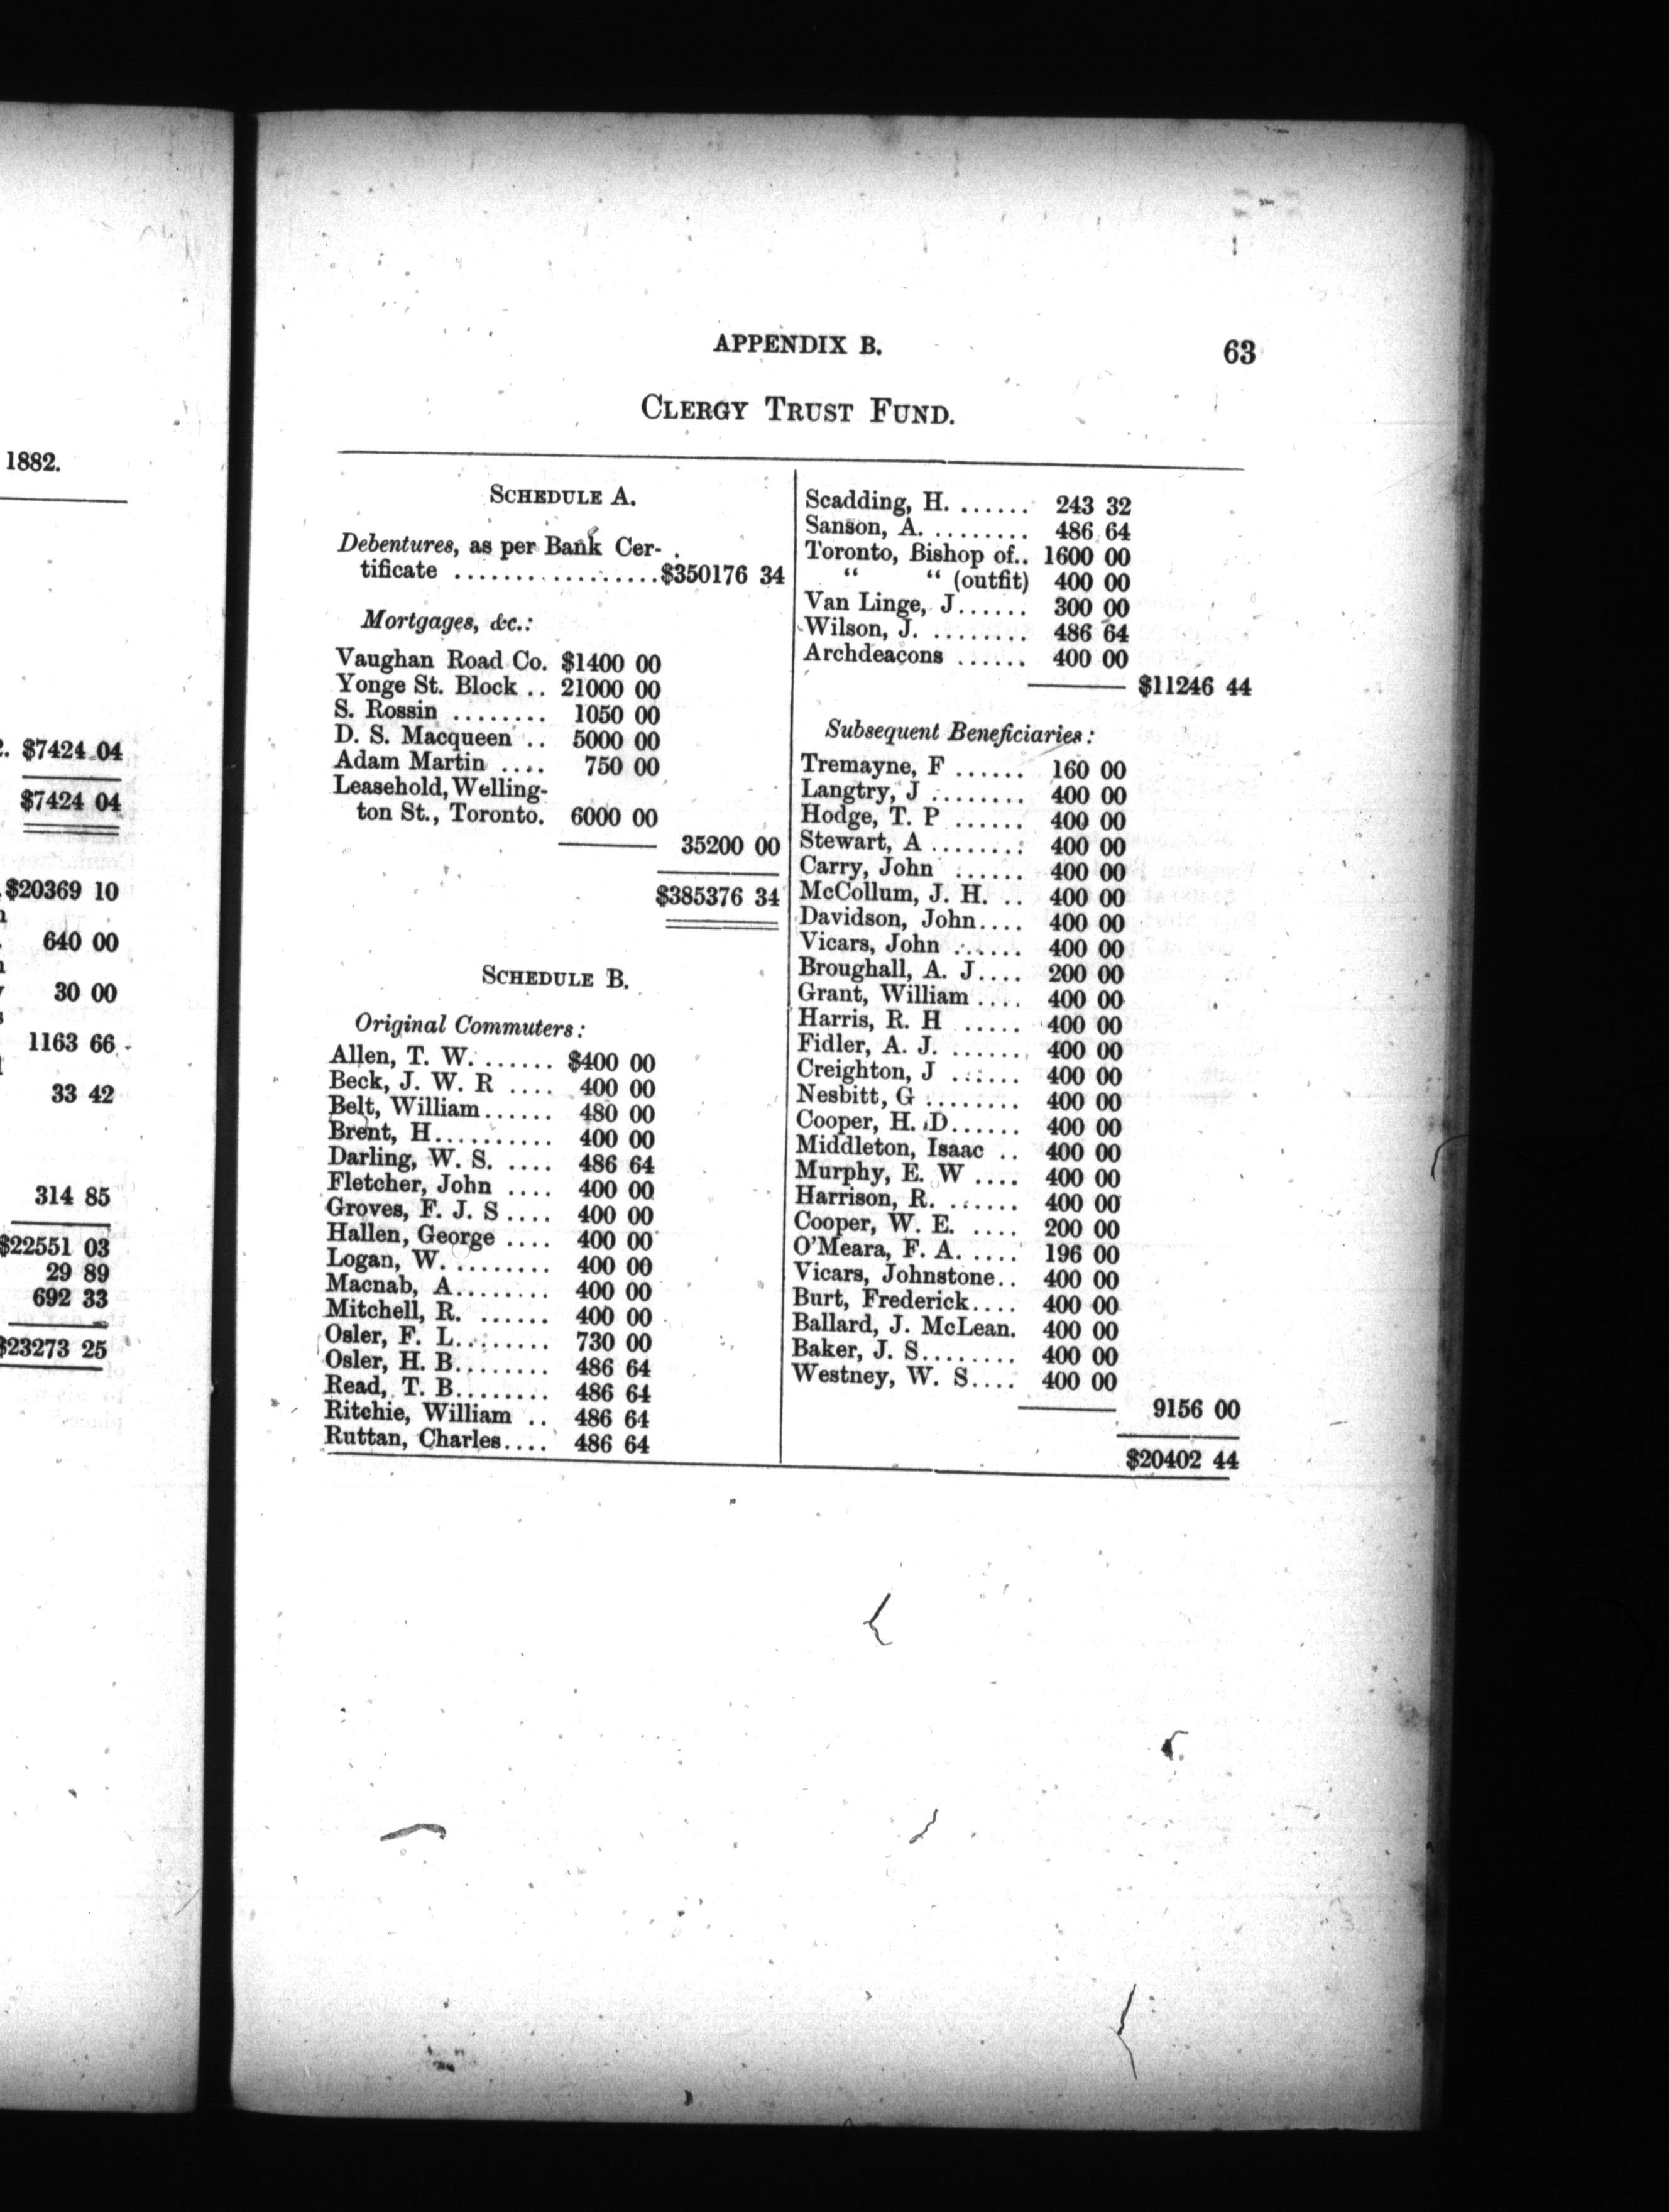 1882.
$7424 04
$7424 04
$20369 10
640 00
30 00
1163 66
33 42
314 85
$22551 03
29 89
692 33
$23273 25
APPENDIX B.
63
CLERGY TRUST FUND.
SCHEDULE A.
Debentures, as per Bank Cer-
tificate .................$350176 34
Mortgages, &c.:
Vaughan Road Co. $1400 00
Yonge St. Block .. 21000 00
S. Rossin ........ 1050 00
D. S. Macqueen .. 5000 00
Adam Martin .... 750 00
Leasehold, Welling-
ton St., Toronto. 6000 00
35200 00
$385376 34
SCHEDULE B.
Original Commuters:
Allen, T. W. ...... $400 00
Beck, J. W. R .... 400 00
Belt, William...... 480 00
Brent, H.......... 400 00
Darling, W. S. .... 486 64
Fletcher, John .... 400 00
Groves, F. J. S .... 400 00
Hallen, George .... 400 00
Logan, W. ........ 400 00
Macnab, A........ 400 00
Mitchell, R. ...... 400 00
Osler, F. L........ 730 00
Osler, H. B........ 486 64
Read, T. B........ 486 64
Ritchie, William .. 486 64
Ruttan, Charles.... 486 64
Scadding, H. ...... 243 32
Sanson, A. ........ 486 64
Toronto, Bishop of.. 1600 00
“ “ (outfit) 400 00
Van Linge, J...... 300 00
Wilson, J. ........ 486 64
Archdeacons ...... 400 00
$11246 44
Subsequent Beneficiaries:
Tremayne, F ...... 160 00
Langtry, J ........ 400 00
Hodge, T. P ...... 400 00
Stewart, A ........ 400 00
Carry, John ...... 400 00
McCollum, J. H. .. 400 00
Davidson, John.... 400 00
Vicars, John ...... 400 00
Broughall, A. J.... 200 00
Grant, William .... 400 00
Harris, R. H ..... 400 00
Fidler, A. J. ...... 400 00
Creighton, J ...... 400 00
Nesbitt, G ........ 400 00
Cooper, H. D...... 400 00
Middleton, Isaac .. 400 00
Murphy, E. W .... 400 00
Harrison, R. ...... 400 00
Cooper, W. E. .... 200 00
O'Meara, F. A. .... 196 00
Vicars, Johnstone.. 400 00
Burt, Frederick.... 400 00
Ballard, J. McLean. 400 00
Baker, J. S........ 400 00
Westney, W. S.... 400 00
9156 00
$20402 44